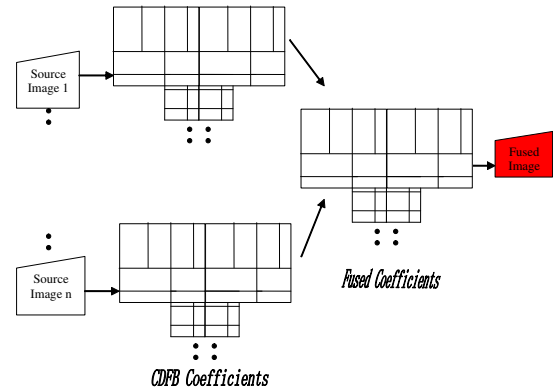 Source
Image 1
Fused
Image
Source
Image n
Fused Coefficients
CDFB Coefficients